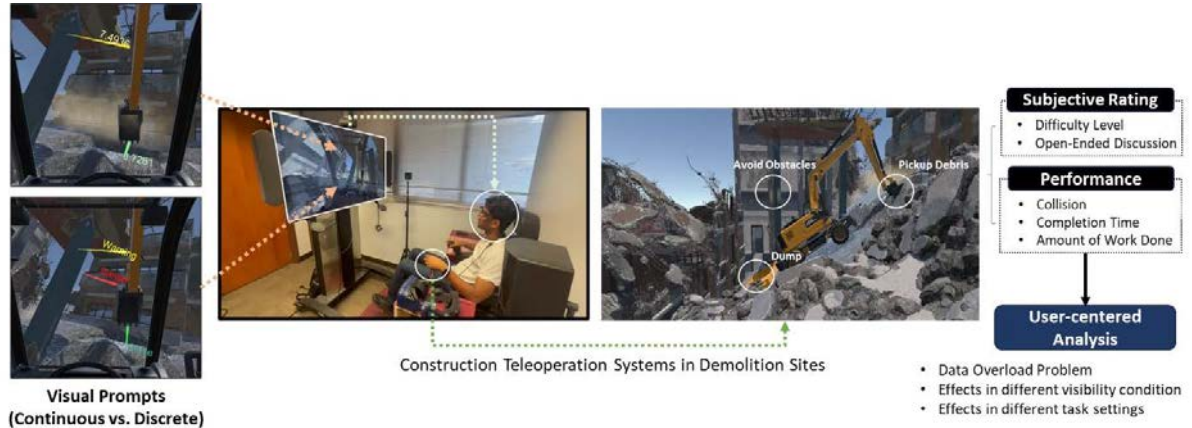 7.4936
Warning
Visual Prompts
(Continuous vs. Discrete)
Avoid Obstacles
Pickup Debris
Dump
Construction Teleoperation Systems in Demolition Sites
Subjective Rating
• Difficulty Level
• Open-Ended Discussion
Performance
• Collision
• Completion Time
• Amount of Work Done
User-centered
Analysis
• Data Overload Problem
• Effects in different visibility condition
• Effects in different task settings